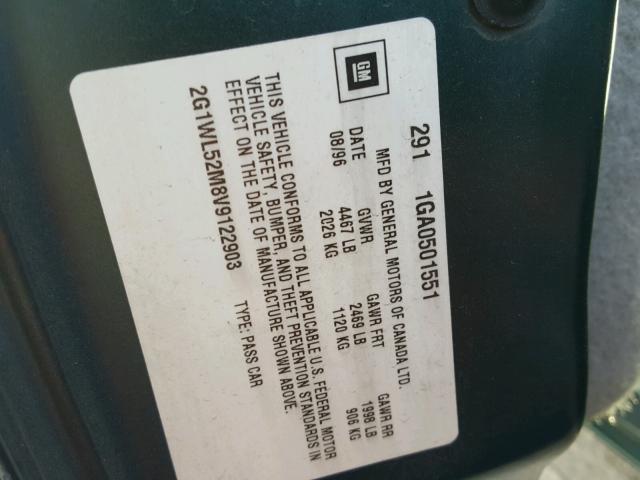 GM
291 1GA0501551
MFD BY GENERAL MOTORS OF CANADA LTD.
DATE GVWR GAWR FRT GAWR RR
08/96 4467 LB 2469 LB 1998 LB
2026 KG 1120 KG 906 KG
THIS VEHICLE CONFORMS TO ALL APPLICABLE U.S. FEDERAL MOTOR
VEHICLE SAFETY, BUMPER, AND THEFT PREVENTION STANDARDS IN
EFFECT ON THE DATE OF MANUFACTURE SHOWN ABOVE.
2G1WL52M8V9122903 TYPE: PASS CAR